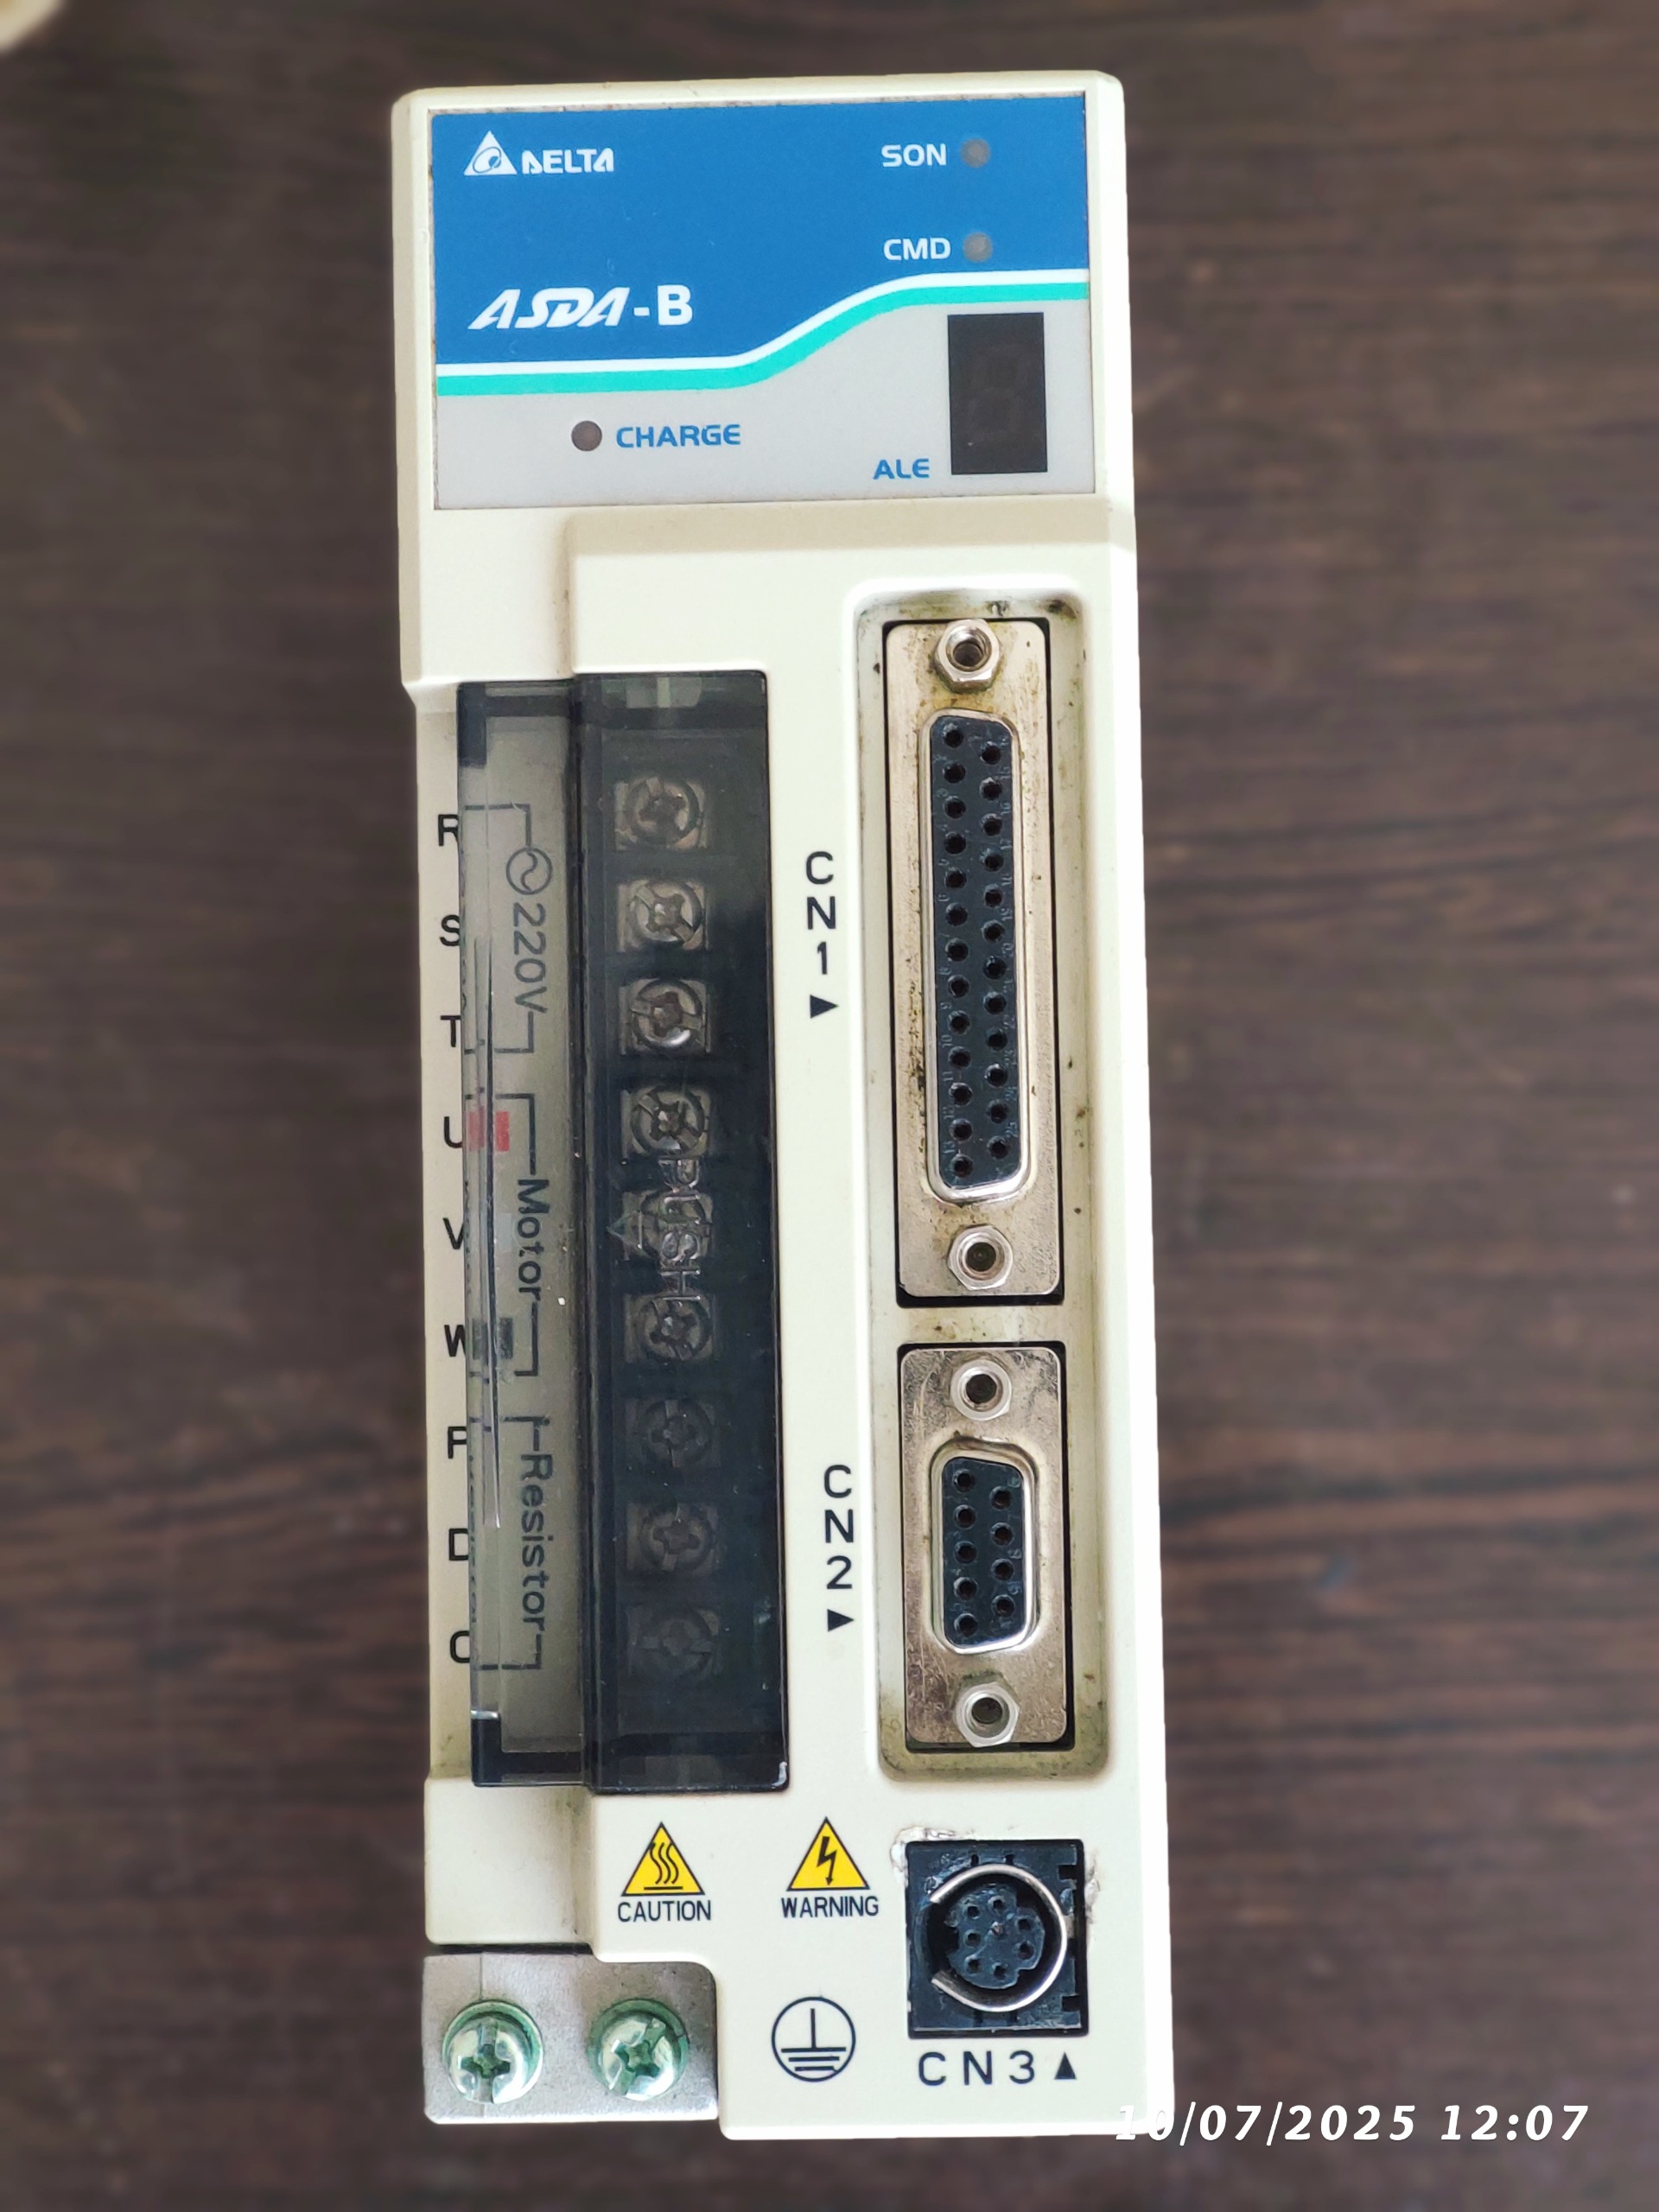 DELTA
SON
CMD
ASDA-B
CHARGE
ALE
R
S
T
220V
U
V
W
Motor
P
D
C
Resistor
PUSH
CN1
CN2
CAUTION
WARNING
CN3
10/07/2025 12:07